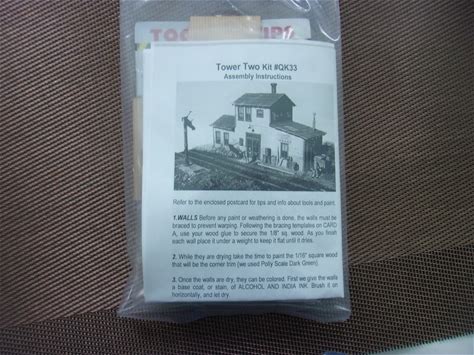 TOO
Tower Two Kit #QK33
Assembly Instructions
Refer to the enclosed postcard for tips and info about tools and paint.
1.WALLS Before any paint or weathering a done, the walls must be
braced to prevent warping. Following the bracing templates on CARD
A, use your wood glue to secure the 1/8" sq. wood. As you finish
each wall place it under a weight to keep it flat until it dries.
2. While they are drying take the time to paint the 1/16" square wood
that will be the corner trim (we used Polly Scale Dark Green).
3. Once the walls are dry, they can be colored. First we give the walls
a base coat, or stain, of ALCOHOL AND INDIA INK. Brush it on
horizontally, and let dry.